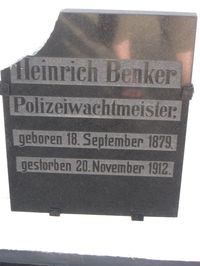 Heinrich Benker
Polizeiwachtmeister.
geboren 18. September 1879.
gestorben 20. November 1912.